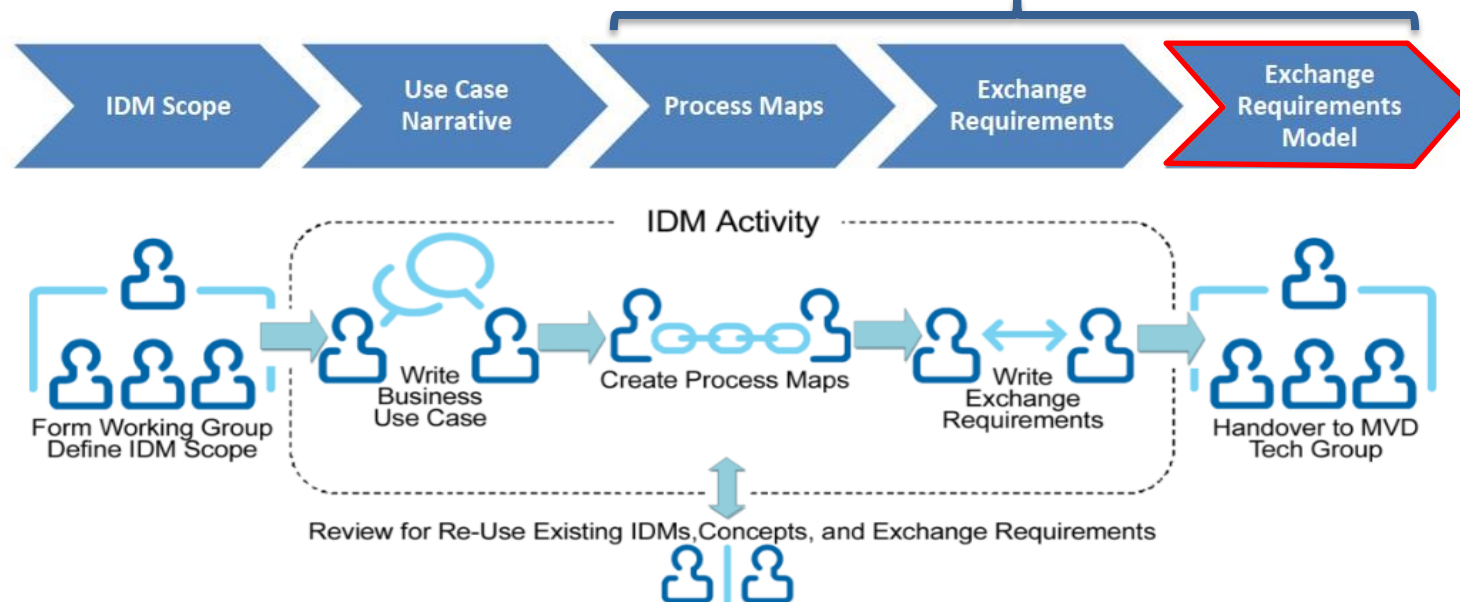 IDM Scope
Use Case
Narrative
Process Maps
Exchange
Requirements
Exchange
Requirements
Model
IDM Activity
Form Working Group
Define IDM Scope
Write
Business
Use Case
Create Process Maps
Write
Exchange
Requirements
Handover to MVD
Tech Group
Review for Re-Use Existing IDMs,Concepts, and Exchange Requirements